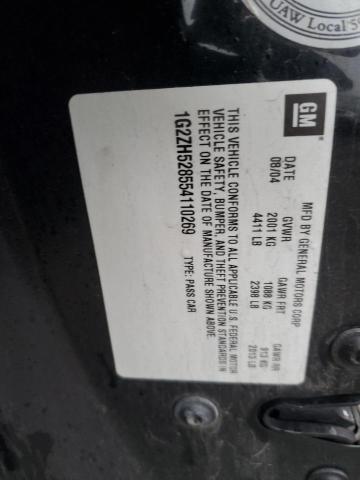 UAW Local 5
GM
MFD BY GENERAL MOTORS CORP
DATE GVWR GAWR FRT GAWR RR
08/04 2001 KG 1088 KG 913 KG
4411 LB 2398 LB 2013 LB
THIS VEHICLE CONFORMS TO ALL APPLICABLE U.S. FEDERAL MOTOR
VEHICLE SAFETY, BUMPER, AND THEFT PREVENTION STANDARDS IN
EFFECT ON THE DATE OF MANUFACTURE SHOWN ABOVE.
1G2ZH528554110269 TYPE: PASS CAR